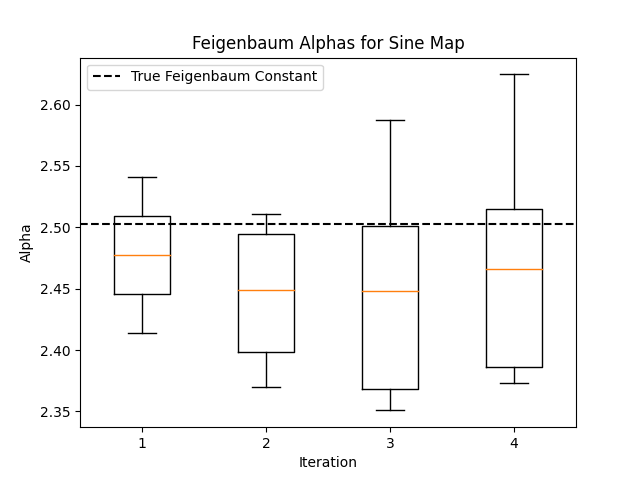 Feigenbaum Alphas for Sine Map
True Feigenbaum Constant
2.60
2.55
2.50
2.45
2.40
2.35
Alpha
1 2 3 4
Iteration